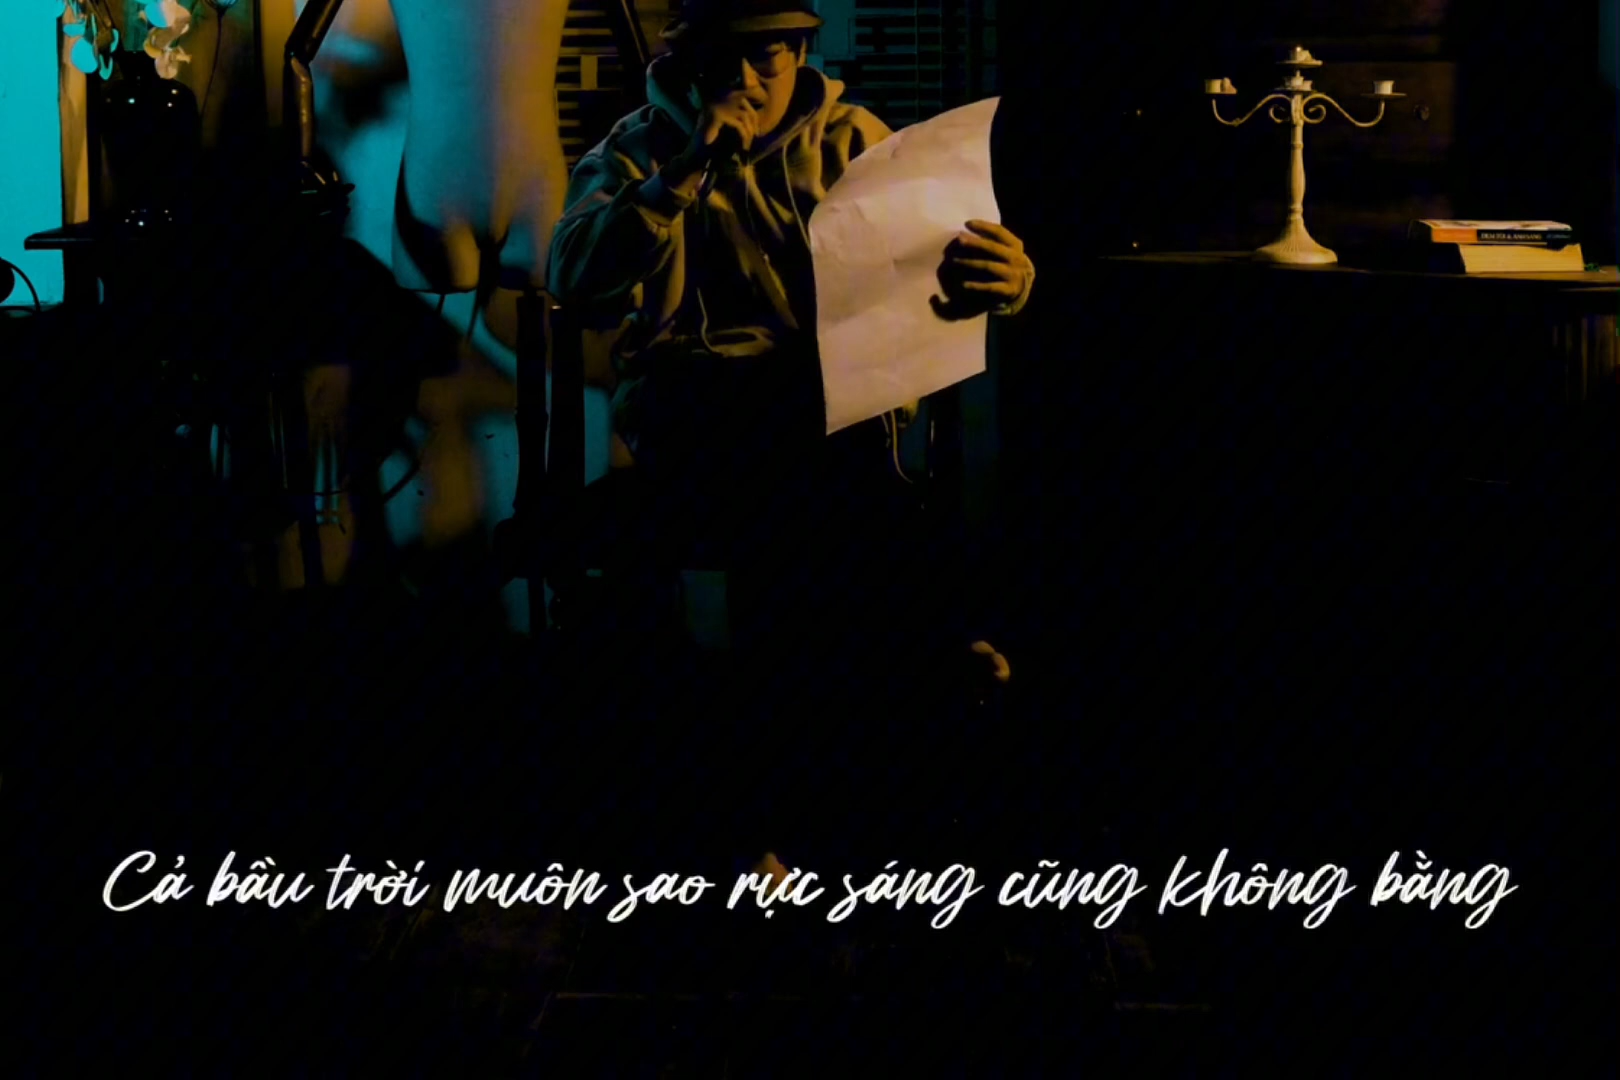 Cả bầu trời muôn sao rực sáng cũng không bằng